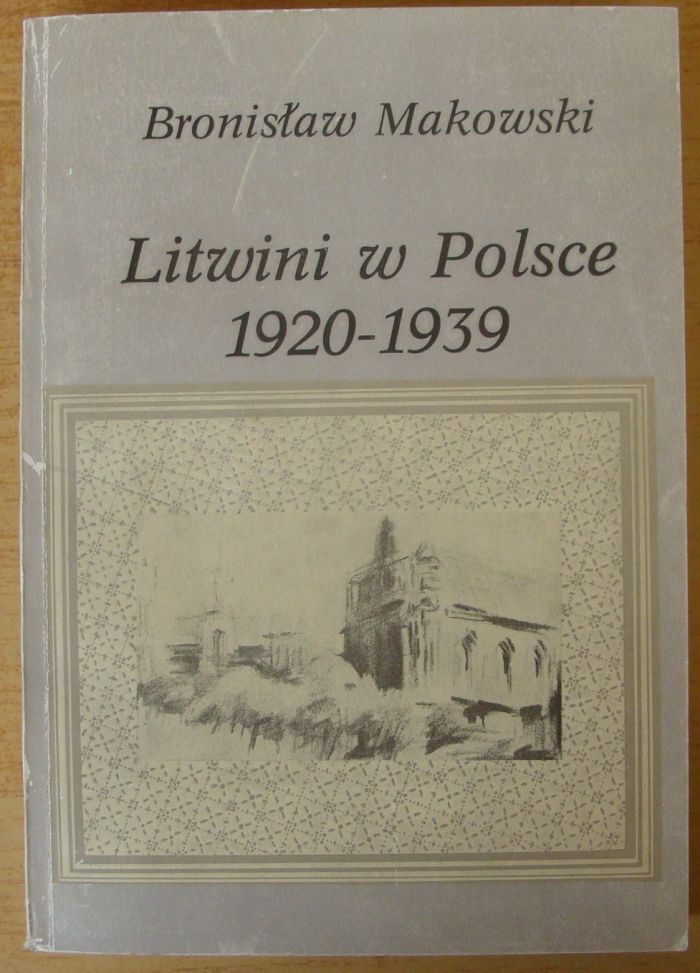 Bronisław Makowski
Litwini w Polsce
1920-1939